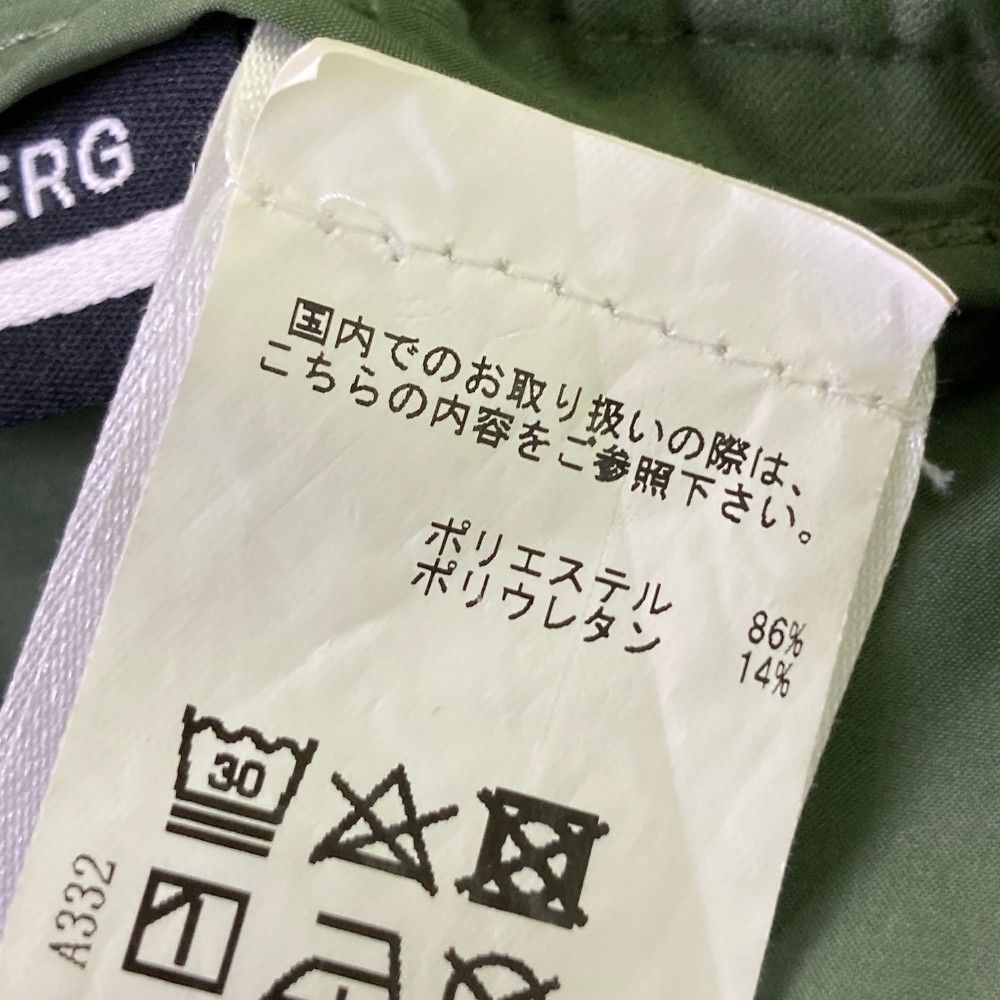 ERG
国内でのお取り扱いの際は、
こちらの内容をご参照下さい。
ポリエステル 86%
ポリウレタン 14%
30
A332